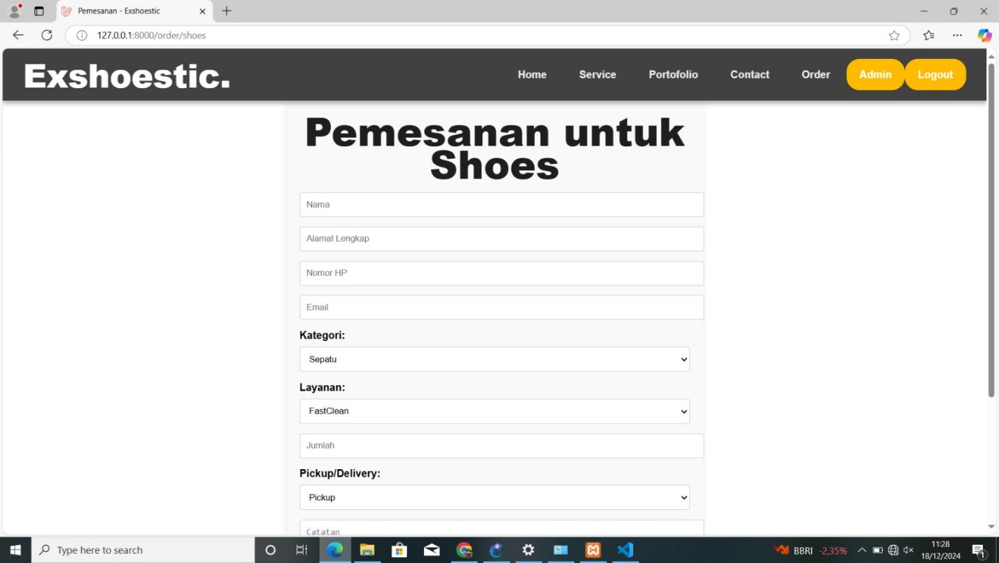 Pemesanan - Exshoestic
127.0.0.1:8000/order/shoes
Exshoestic.
Home
Service
Portofolio
Contact
Order
Admin
Logout
Pemesanan untuk
Shoes
Nama
Alamat Lengkap
Nomor HP
Email
Kategori:
Sepatu
Layanan:
FastClean
Jumlah
Pickup/Delivery:
Pickup
Catatan
Type here to search
BBRI -2,35%
11:28
18/12/2024
1